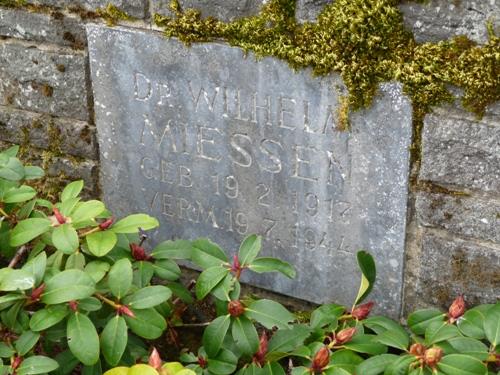 DR. WILHELM
MIESSEN
GEB. 19. 2. 1917
VERM. 19. 7. 1944